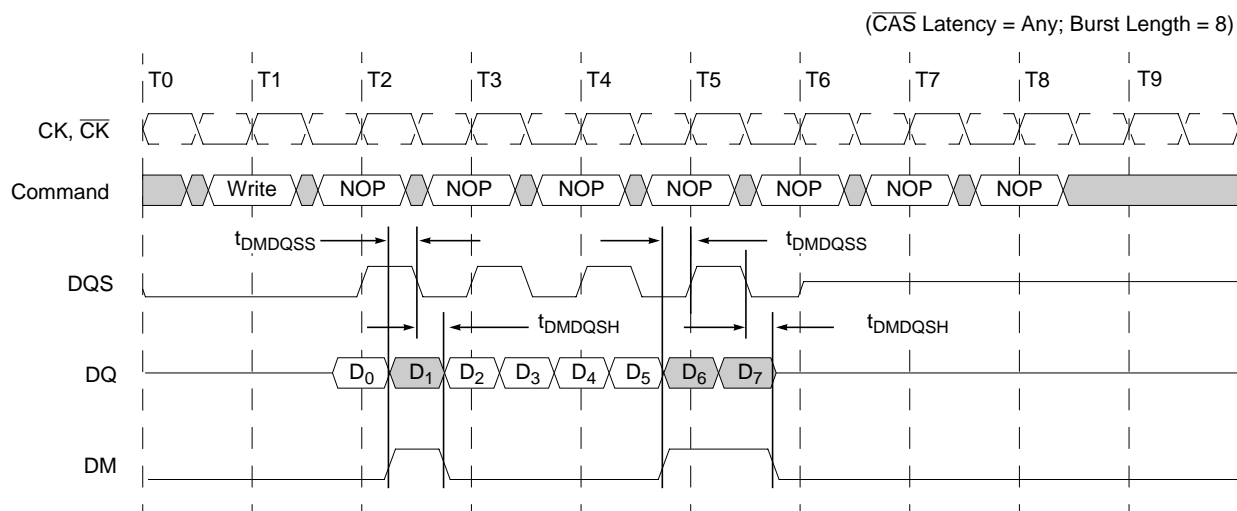 (C̅A̅S̅ Latency = Any; Burst Length = 8)
T0 T1 T2 T3 T4 T5 T6 T7 T8 T9
CK, C̅K̅
Command Write NOP NOP NOP NOP NOP NOP NOP
tDMDQSS tDMDQSS
DQS
tDMDQSH tDMDQSH
DQ D0 D1 D2 D3 D4 D5 D6 D7
DM